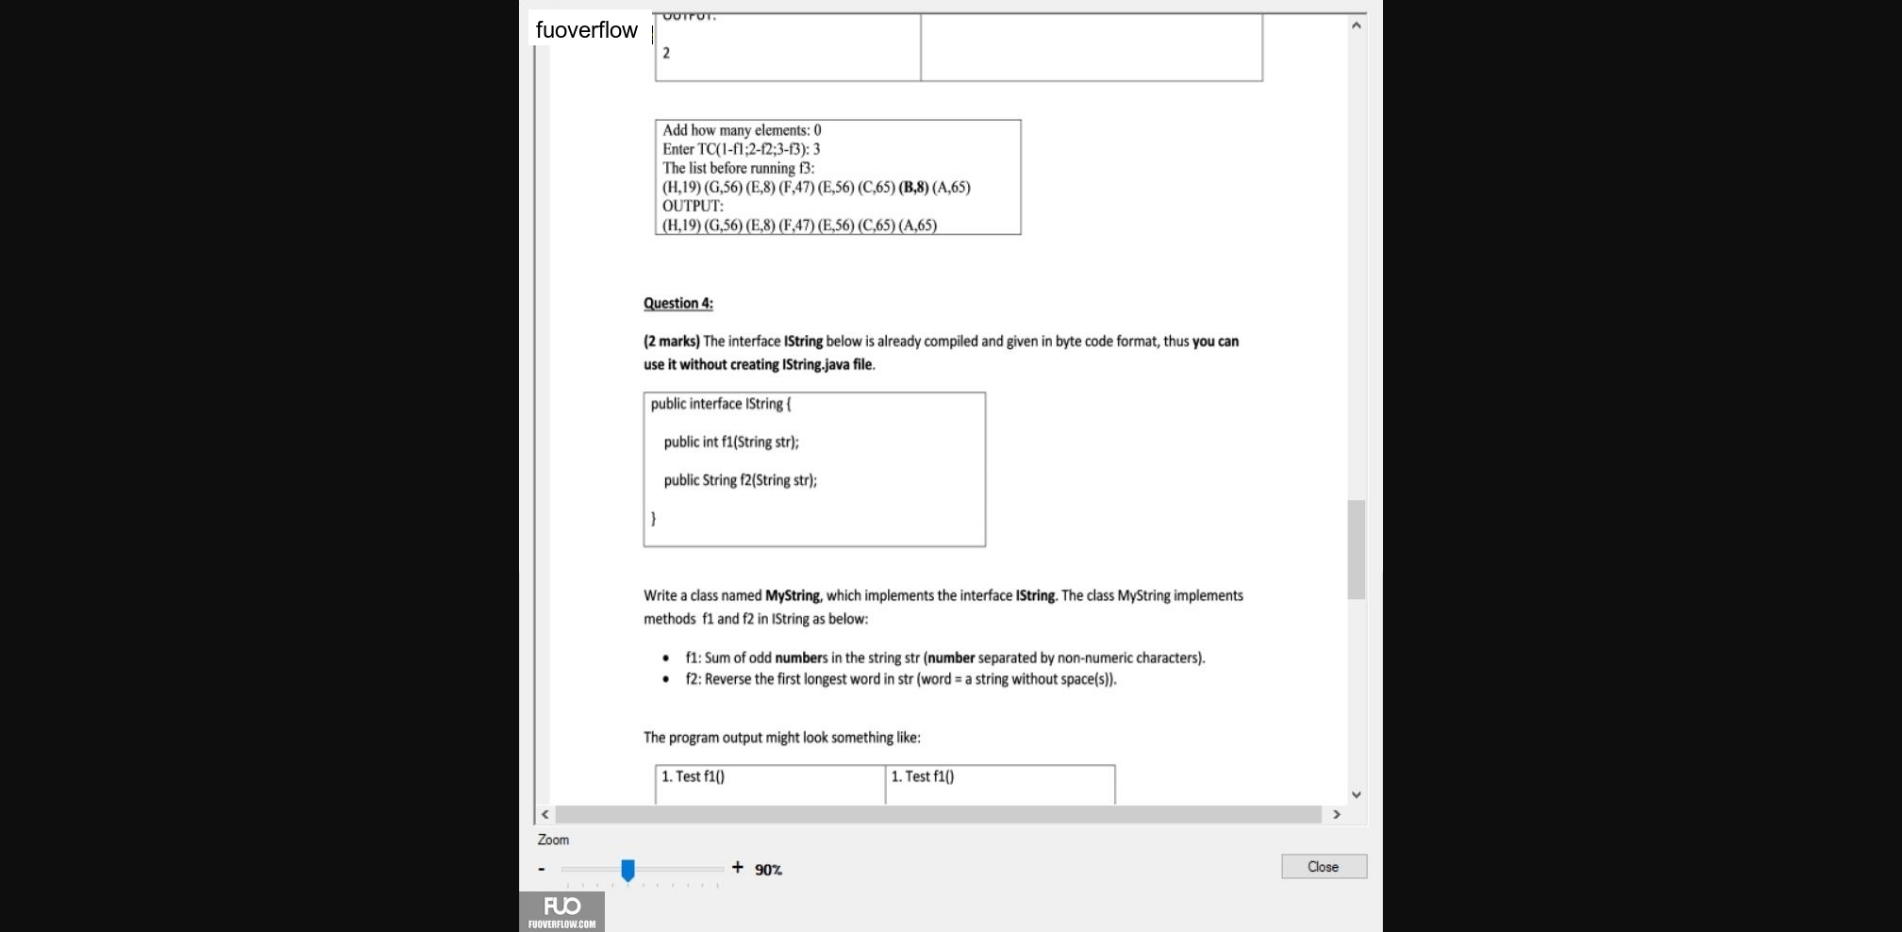 fuoverflow
OUTPUT:
2
Add how many elements: 0
Enter TC(1-f1;2-f2;3-f3): 3
The list before running f3:
(H,19) (G,56) (E,8) (F,47) (E,56) (C,65) (B,8) (A,65)
OUTPUT:
(H,19) (G,56) (E,8) (F,47) (E,56) (C,65) (A,65)
Question 4:
(2 marks) The interface IString below is already compiled and given in byte code format, thus you can
use it without creating IString.java file.
public interface IString {
public int f1(String str);
public String f2(String str);
}
Write a class named MyString, which implements the interface IString. The class MyString implements
methods f1 and f2 in IString as below:
• f1: Sum of odd numbers in the string str (number separated by non-numeric characters).
• f2: Reverse the first longest word in str (word = a string without space(s)).
The program output might look something like:
1. Test f1() 1. Test f1()
Zoom
- + 90%
Close
FUO
FUOVERFLOW.COM